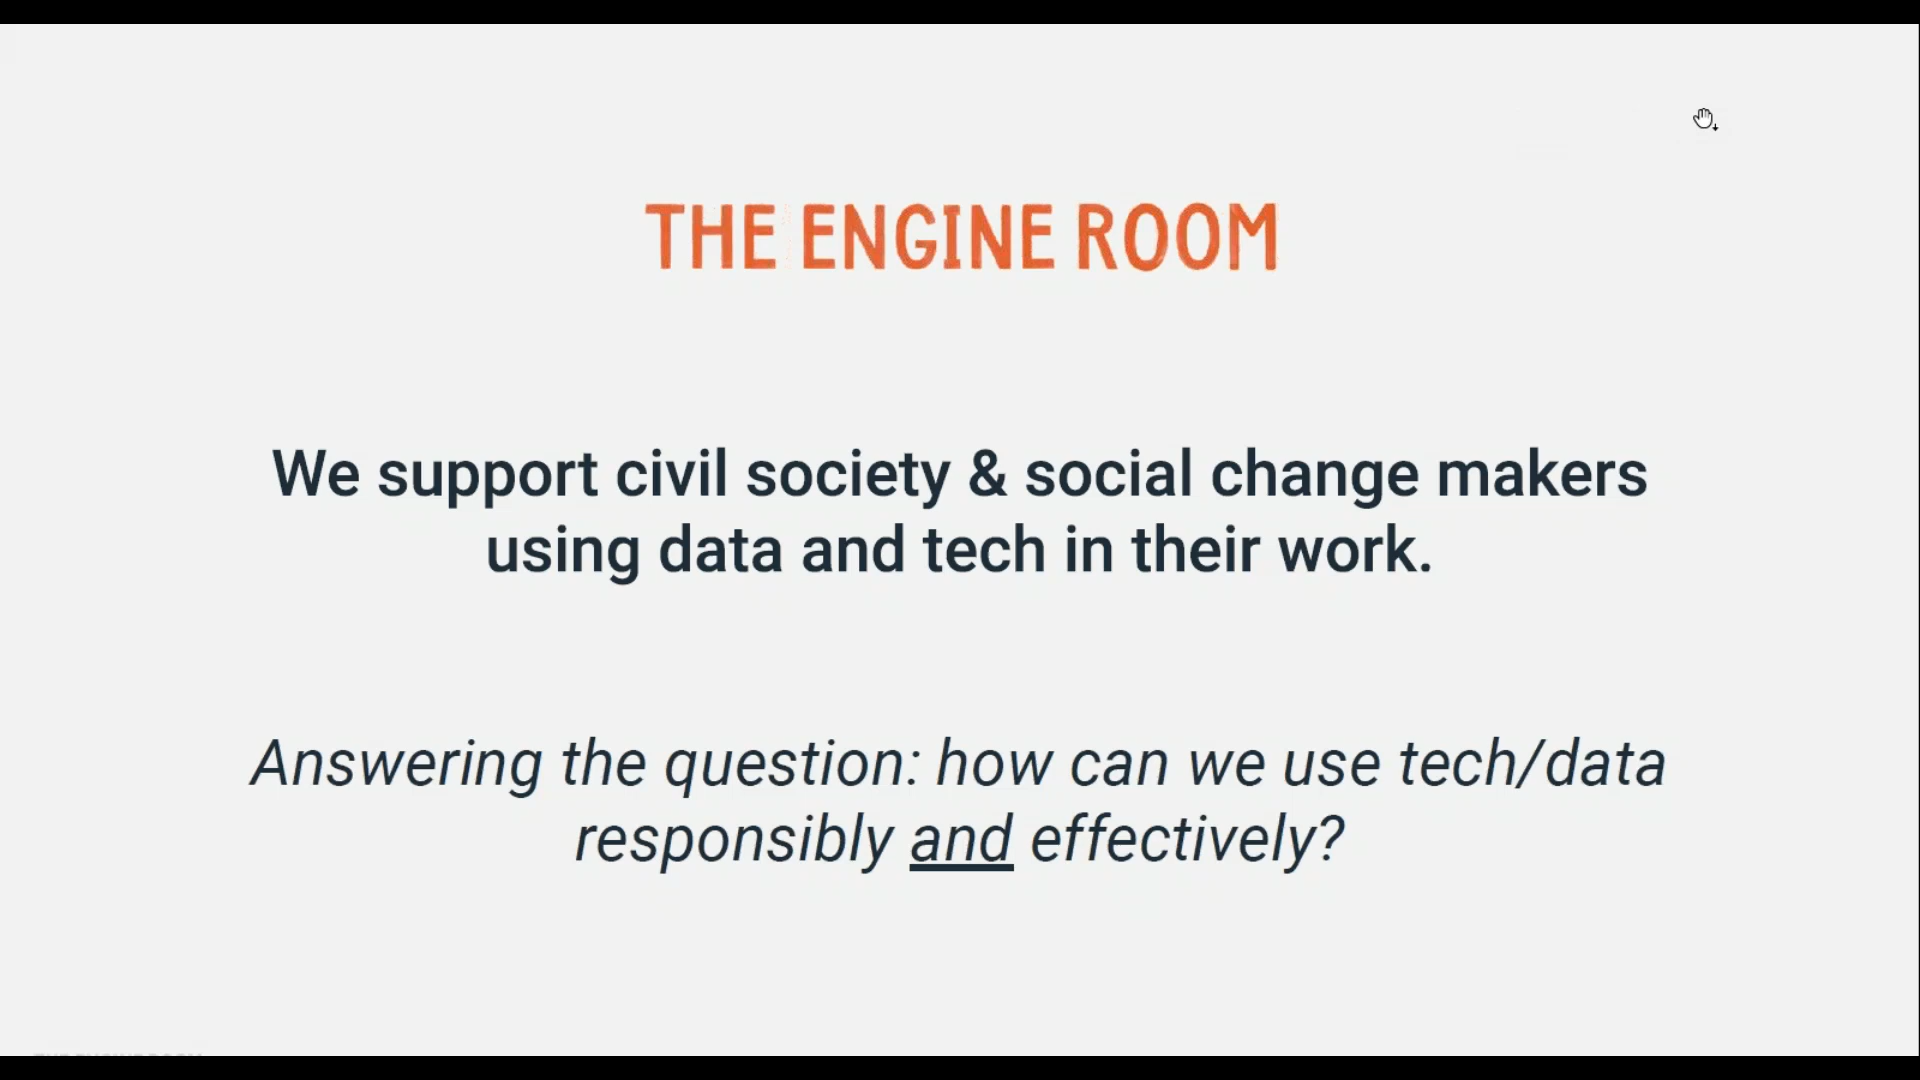 THE ENGINE ROOM
We support civil society & social change makers
using data and tech in their work.
Answering the question: how can we use tech/data
responsibly and effectively?